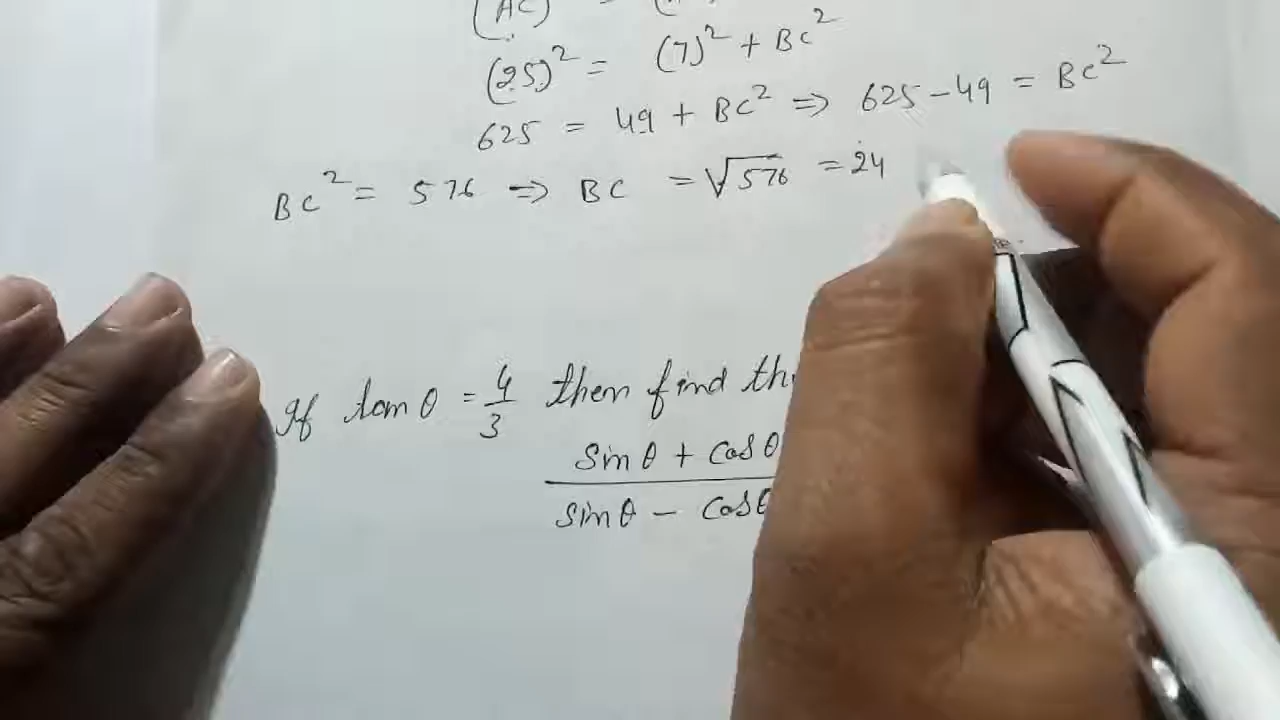 (AC)
(25)² = (7)² + BC²
625 = 49 + BC² ⇒ 625 - 49 = BC²
BC² = 576 ⇒ BC = √576 = 24
If tan θ = 4/3 then find
sin θ + cos θ
sin θ - cos θ